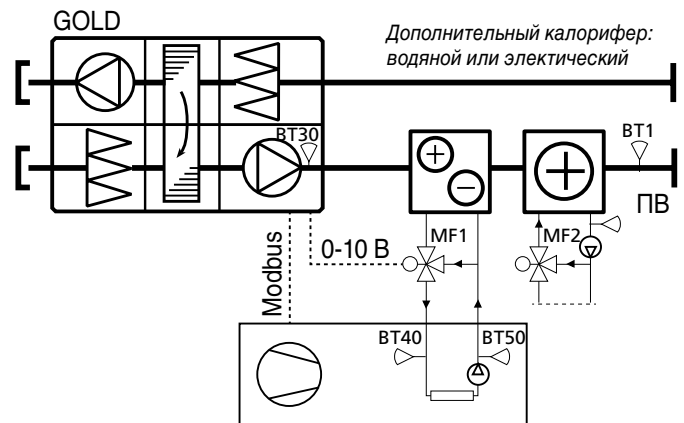 GOLD
Дополнительный калорифер:
водяной или электический
BT30
BT1
ПВ
MF1
MF2
0-10 В
Modbus
BT40
BT50